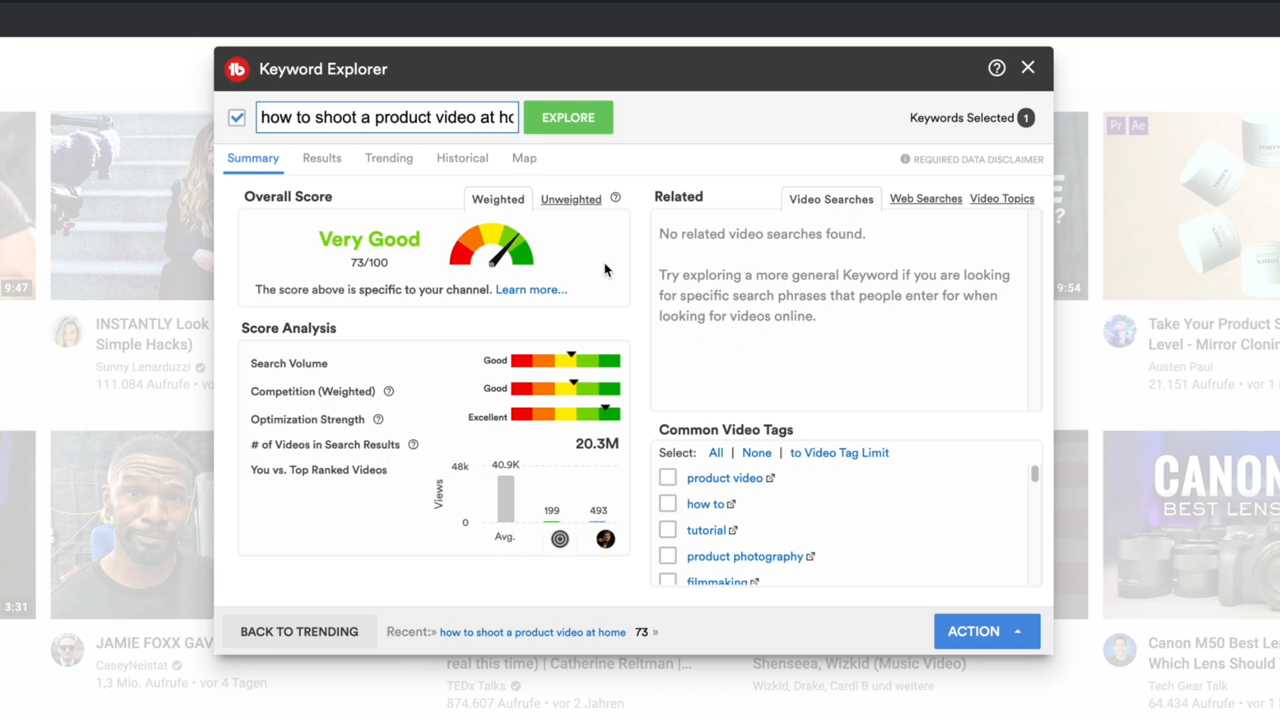 Keyword Explorer
how to shoot a product video at ho
EXPLORE
Keywords Selected 1
Summary
Results
Trending
Historical
Map
REQUIRED DATA DISCLAIMER
Overall Score
Weighted
Unweighted
Very Good
73/100
The score above is specific to your channel. Learn more...
Score Analysis
Search Volume
Good
Competition (Weighted)
Good
Optimization Strength
Excellent
# of Videos in Search Results
20.3M
You vs. Top Ranked Videos
Views
48k
0
40.9K
199
493
Avg.
Related
Video Searches
Web Searches
Video Topics
No related video searches found.
Try exploring a more general Keyword if you are looking
for specific search phrases that people enter for when
looking for videos online.
Common Video Tags
Select: All | None | to Video Tag Limit
product video
how to
tutorial
product photography
filmmaking
BACK TO TRENDING
Recent:» how to shoot a product video at home 73 »
ACTION
9:47
INSTANTLY Look
Simple Hacks)
Sunny Lenarduzzi
111.084 Aufrufe • vo
3:31
JAMIE FOXX GAV
CaseyNeistat
1,3 Mio. Aufrufe • vor 4 Tagen
real this time) | Catherine Reitman |...
TEDx Talks
874.607 Aufrufe • vor 2 Jahren
Shenseea, Wizkid (Music Video)
Wizkid, Drake, Cardi B und weitere
9:54
Pr Ae
Take Your Product S
Level - Mirror Clonin
Austen Paul
21.151 Aufrufe • vor 1
CANON
BEST LENS
Canon M50 Best Le
Which Lens Should
Tech Gear Talk
64.434 Aufrufe • vor 1